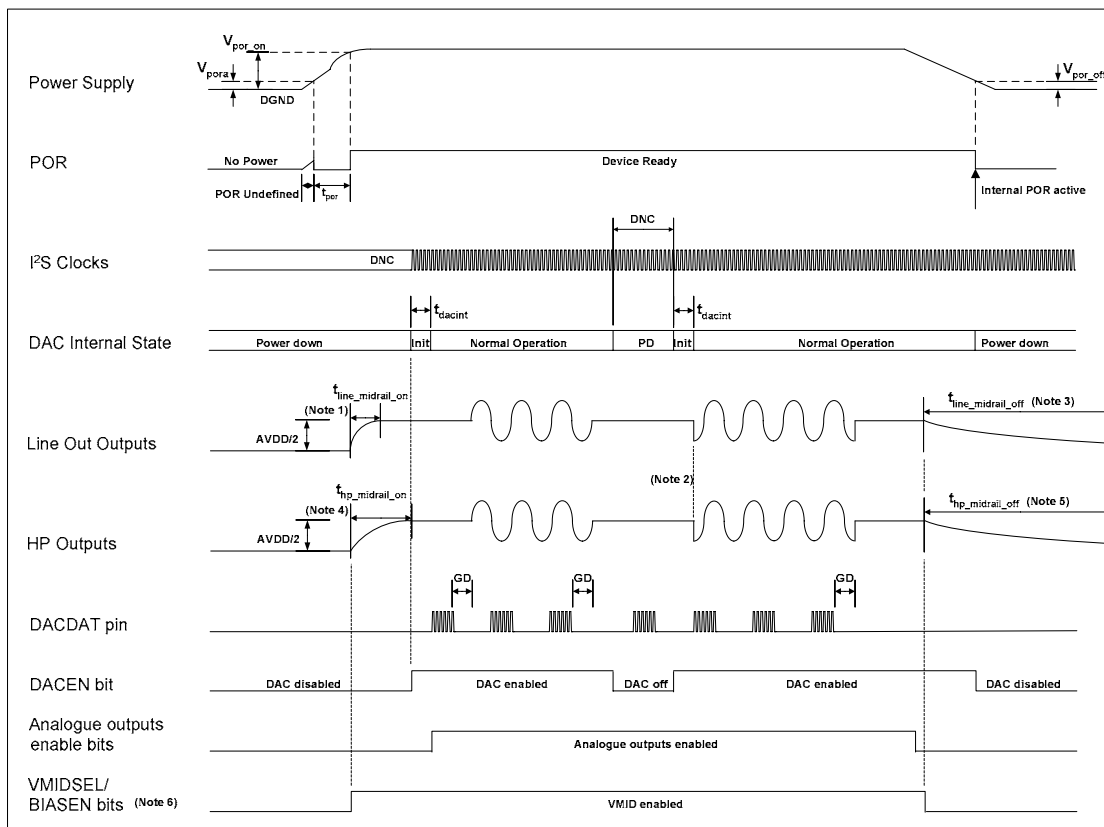 V_por_on
V_pora
Power Supply
DGND
V_por_off
POR
No Power
Device Ready
POR Undefined
t_por
Internal POR active
DNC
I²S Clocks
DNC
t_dacint
t_dacint
DAC Internal State
Power down
Init
Normal Operation
PD
Init
Normal Operation
Power down
t_line_midrail_on
(Note 1)
t_line_midrail_off (Note 3)
Line Out Outputs
AVDD/2
(Note 2)
t_hp_midrail_on
(Note 4)
t_hp_midrail_off (Note 5)
HP Outputs
AVDD/2
GD
GD
GD
DACDAT pin
DACEN bit
DAC disabled
DAC enabled
DAC off
DAC enabled
DAC disabled
Analogue outputs
enable bits
Analogue outputs enabled
VMIDSEL/
BIASEN bits (Note 6)
VMID enabled